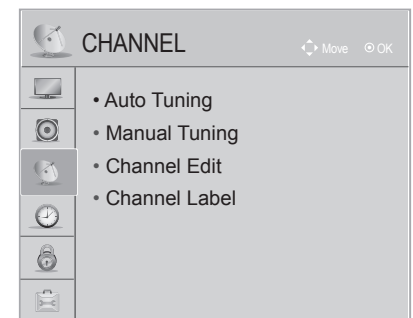 CHANNEL
Move OK
• Auto Tuning
• Manual Tuning
• Channel Edit
• Channel Label